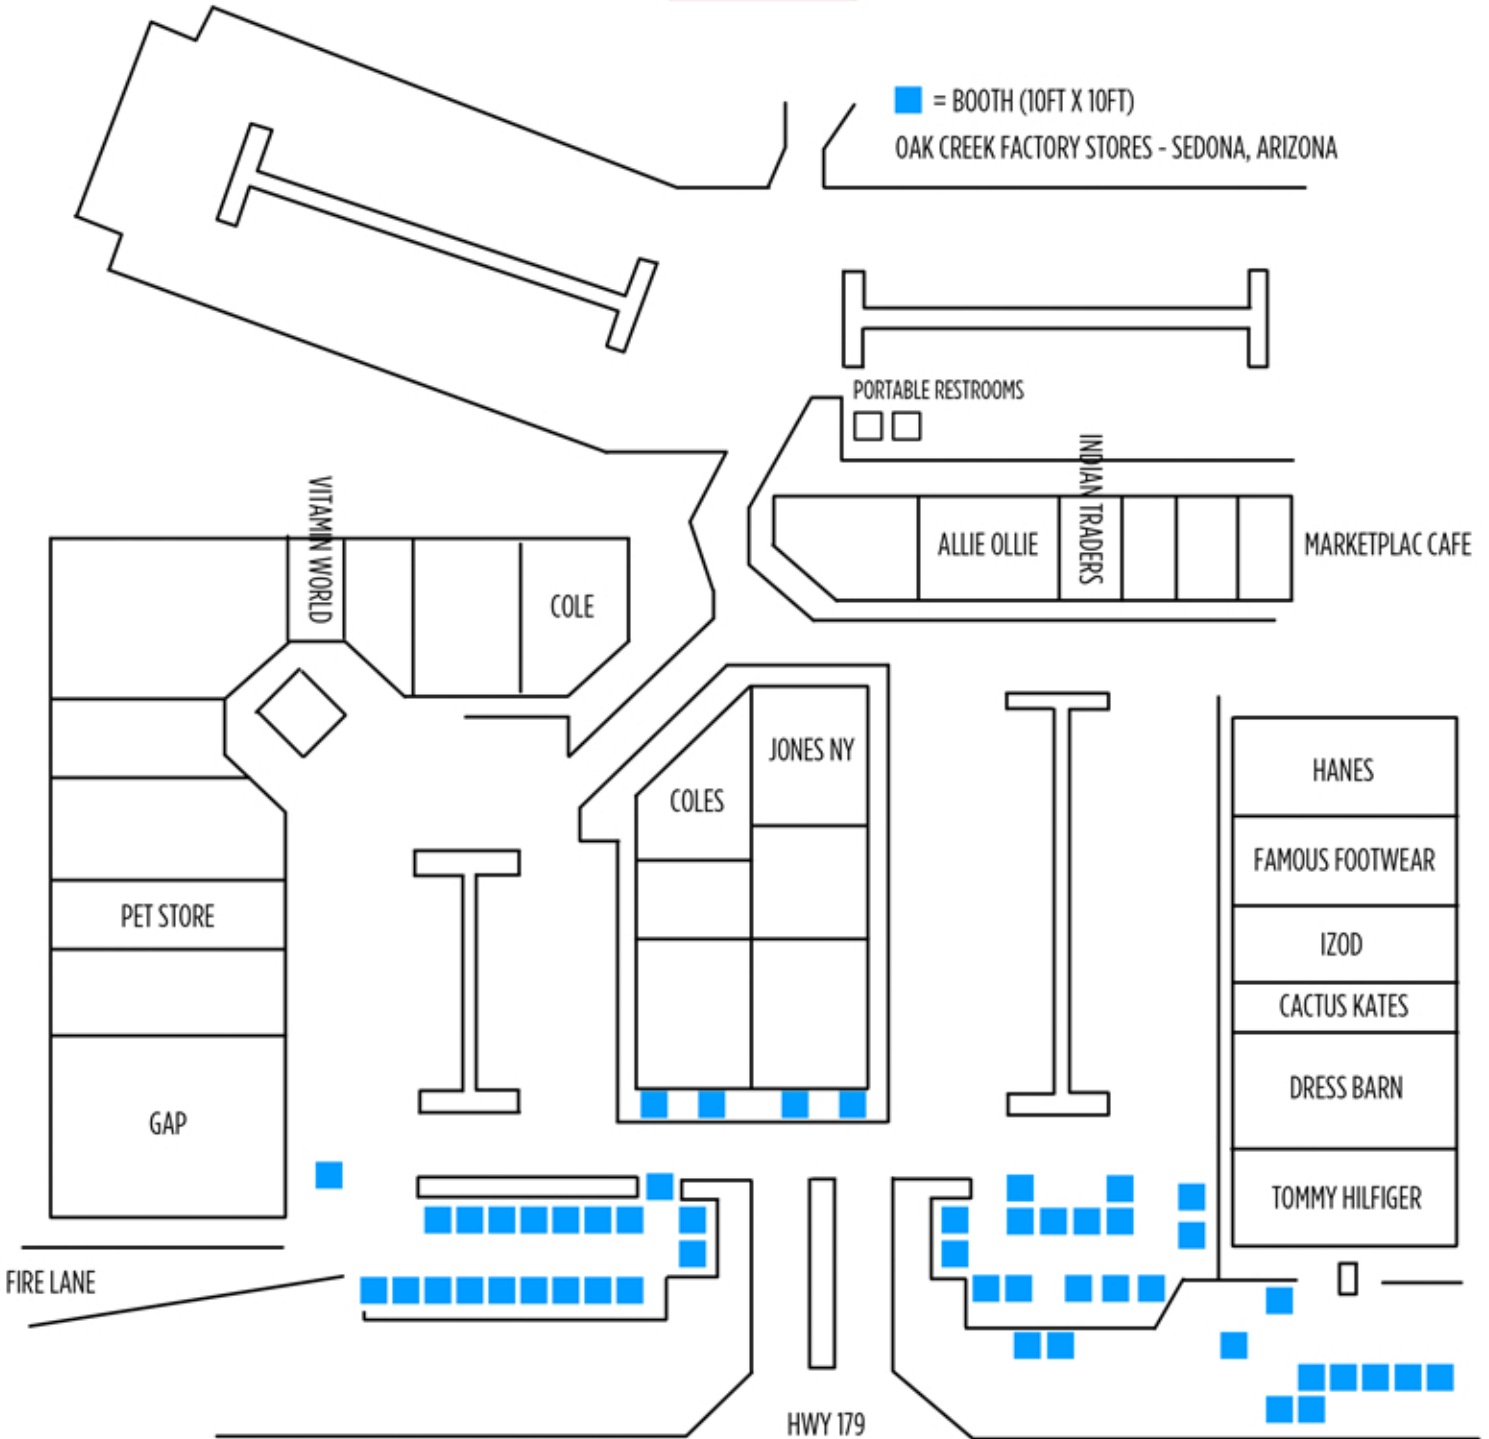 = BOOTH (10FT X 10FT)
OAK CREEK FACTORY STORES - SEDONA, ARIZONA
PORTABLE RESTROOMS
VITAMIN WORLD
COLE
ALLIE OLLIE
INDIAN TRADERS
MARKETPLAC CAFE
JONES NY
COLES
HANES
FAMOUS FOOTWEAR
PET STORE
IZOD
CACTUS KATES
DRESS BARN
GAP
TOMMY HILFIGER
FIRE LANE
HWY 179